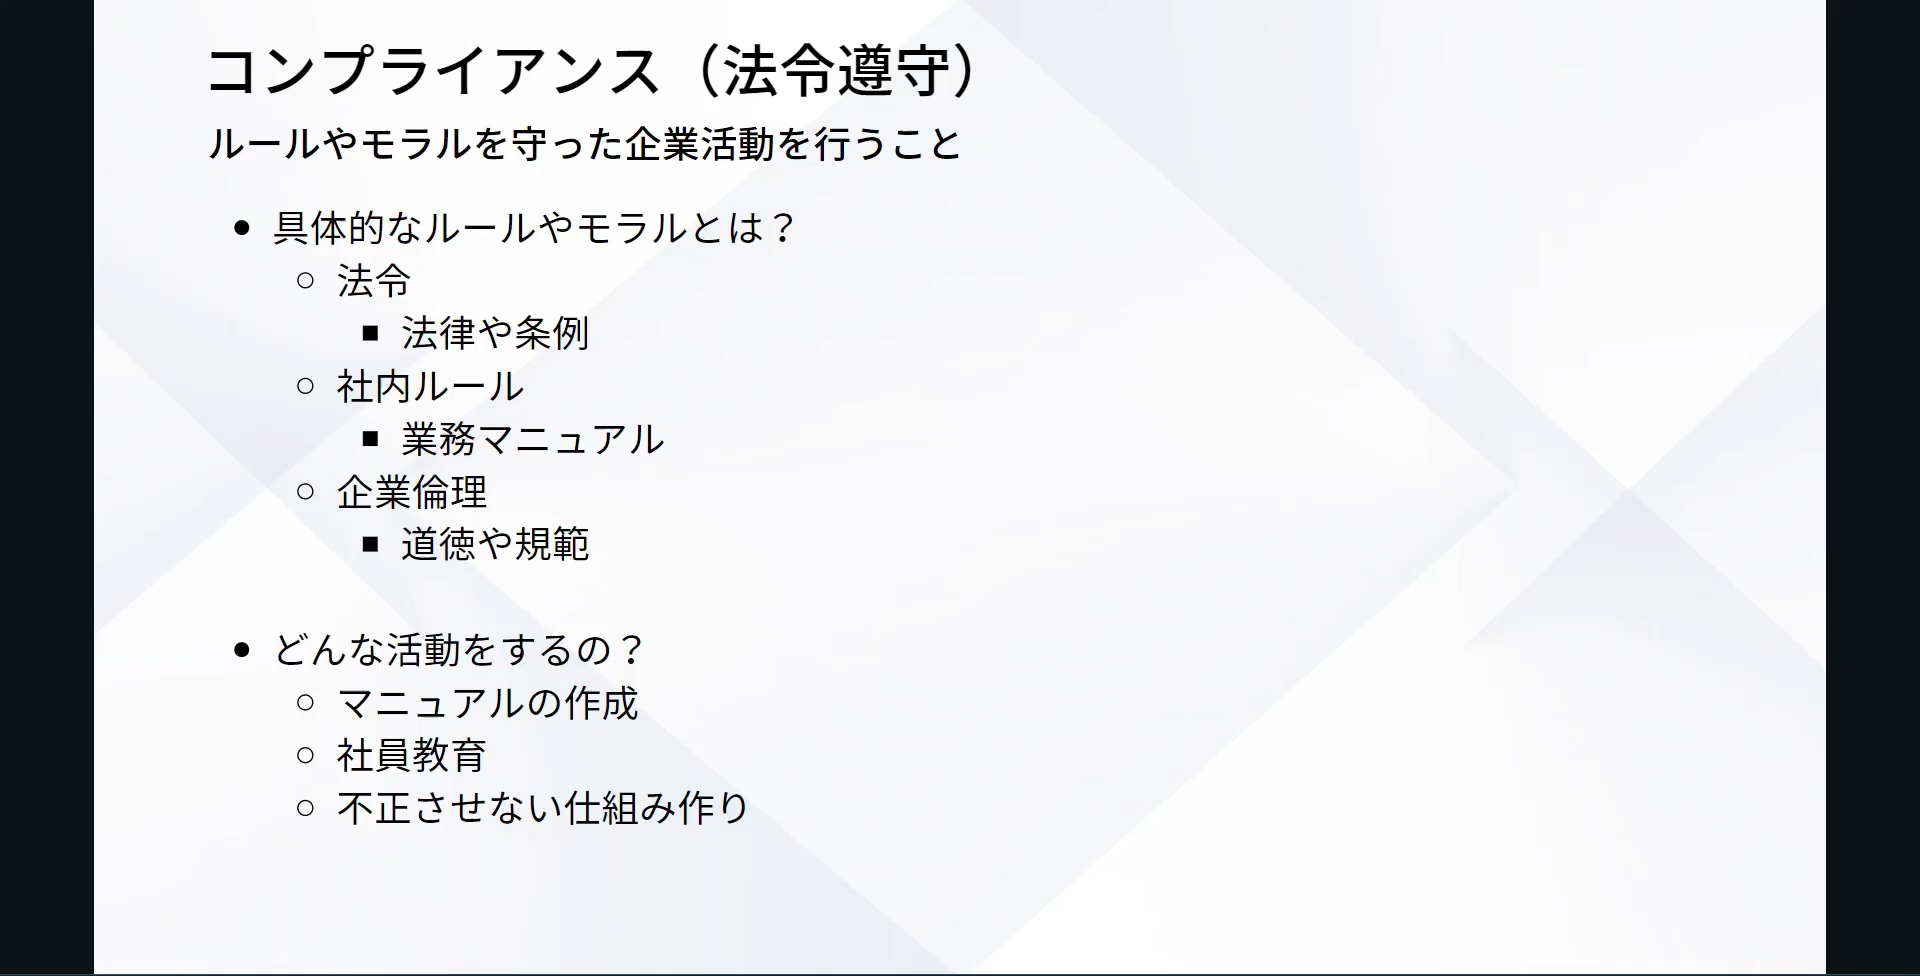 コンプライアンス（法令遵守）
ルールやモラルを守った企業活動を行うこと
● 具体的なルールやモラルとは？
○ 法令
■ 法律や条例
○ 社内ルール
■ 業務マニュアル
○ 企業倫理
■ 道徳や規範
● どんな活動をするの？
○ マニュアルの作成
○ 社員教育
○ 不正させない仕組み作り